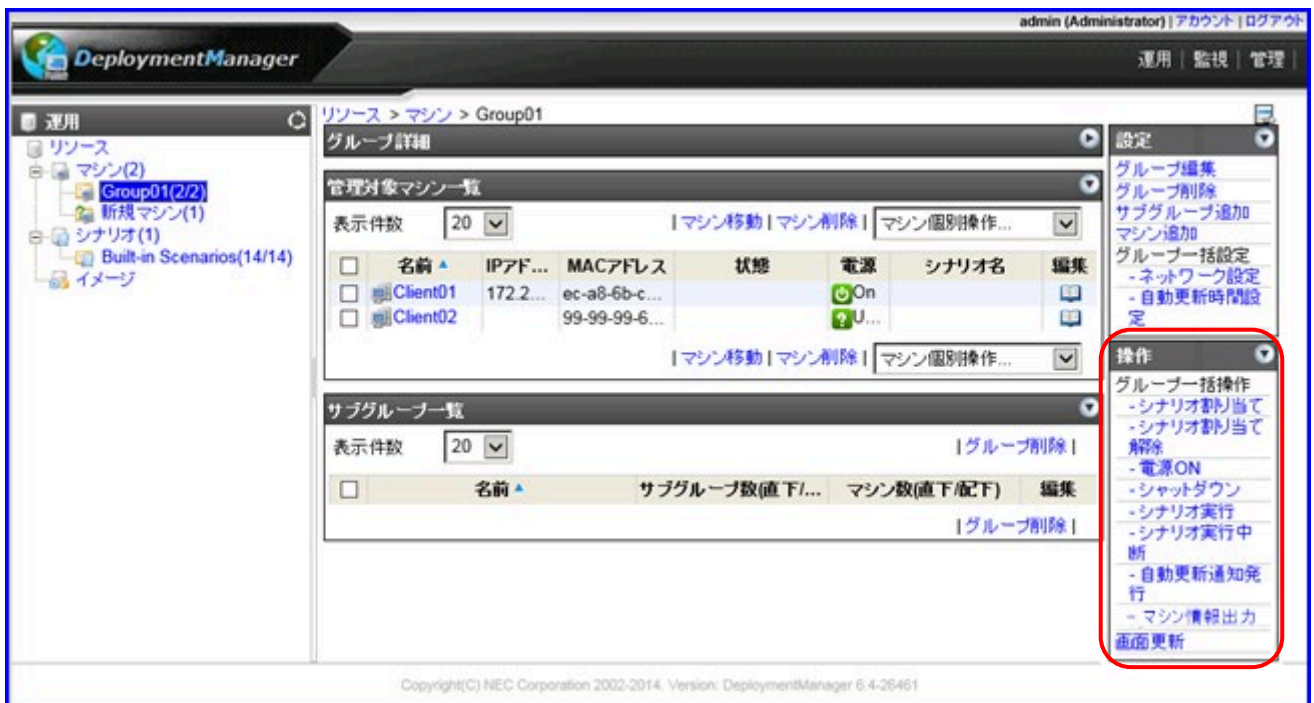 admin (Administrator) | アカウント | ログアウト
DeploymentManager
運用 | 監視 | 管理 |
運用
リソース
マシン(2)
Group01(2/2)
新規マシン(1)
シナリオ(1)
Built-in Scenarios(14/14)
イメージ
リソース > マシン > Group01
グループ詳細
管理対象マシン一覧
表示件数 20 | マシン移動 | マシン削除 | マシン個別操作...
名前 IPアド... MACアドレス 状態 電源 シナリオ名 編集
Client01 172.2... ec-a8-6b-c... On
Client02 99-99-99-6... U...
| マシン移動 | マシン削除 | マシン個別操作...
サブグループ一覧
表示件数 20 | グループ削除 |
名前 サブグループ数(直下/... マシン数(直下/配下) 編集
| グループ削除 |
設定
グループ編集
グループ削除
サブグループ追加
マシン追加
グループ一括設定
- ネットワーク設定
- 自動更新時間設
定
操作
グループ一括操作
- シナリオ割り当て
- シナリオ割り当て
解除
- 電源ON
- シャットダウン
- シナリオ実行
- シナリオ実行中
断
- 自動更新通知発
行
- マシン情報出力
画面更新
Copyright(C) NEC Corporation 2002-2014. Version: DeploymentManager 6.4-26461